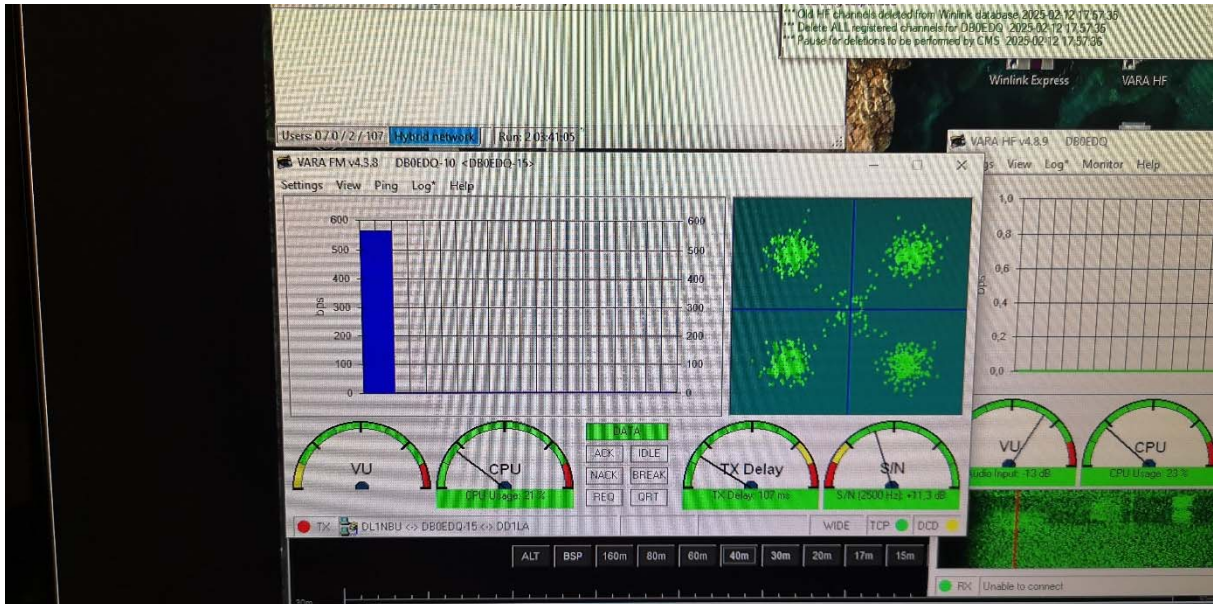 *** Old HF channels deleted from Winlink database 2025-02-12 17:57:35
*** Delete ALL registered channels for DB0EDQ 2025-02-12 17:57:35
*** Pause for deletions to be performed by CMS 2025-02-12 17:57:36
Winlink Express
VARA HF
Users: 0 / 0 / 2 / 107 Hybrid network Run: 2.03:41:05
VARA FM v4.3.8 DB0EDQ-10 <DB0EDQ-15>
Settings View Ping Log* Help
600
500
400
300
200
100
0
bps
600
500
400
300
200
100
0
VU
CPU
CPU Usage: 21 %
DATA
ACK IDLE
NACK BREAK
REQ QRT
TX Delay
TX Delay: 107 ms
S/N
S/N (2500 Hz): +11,3 dB
TX DL1NBU <-> DB0EDQ-15 <-> DD1LA WIDE TCP DCD
VARA HF v4.8.9 DB0EDQ
View Log* Monitor Help
1,0
0,8
0,6
0,4
0,2
0,0
VU
Audio Input: -13 dB
CPU
CPU Usage: 23 %
RX Unable to connect
ALT BSP 160m 80m 60m 40m 30m 20m 17m 15m